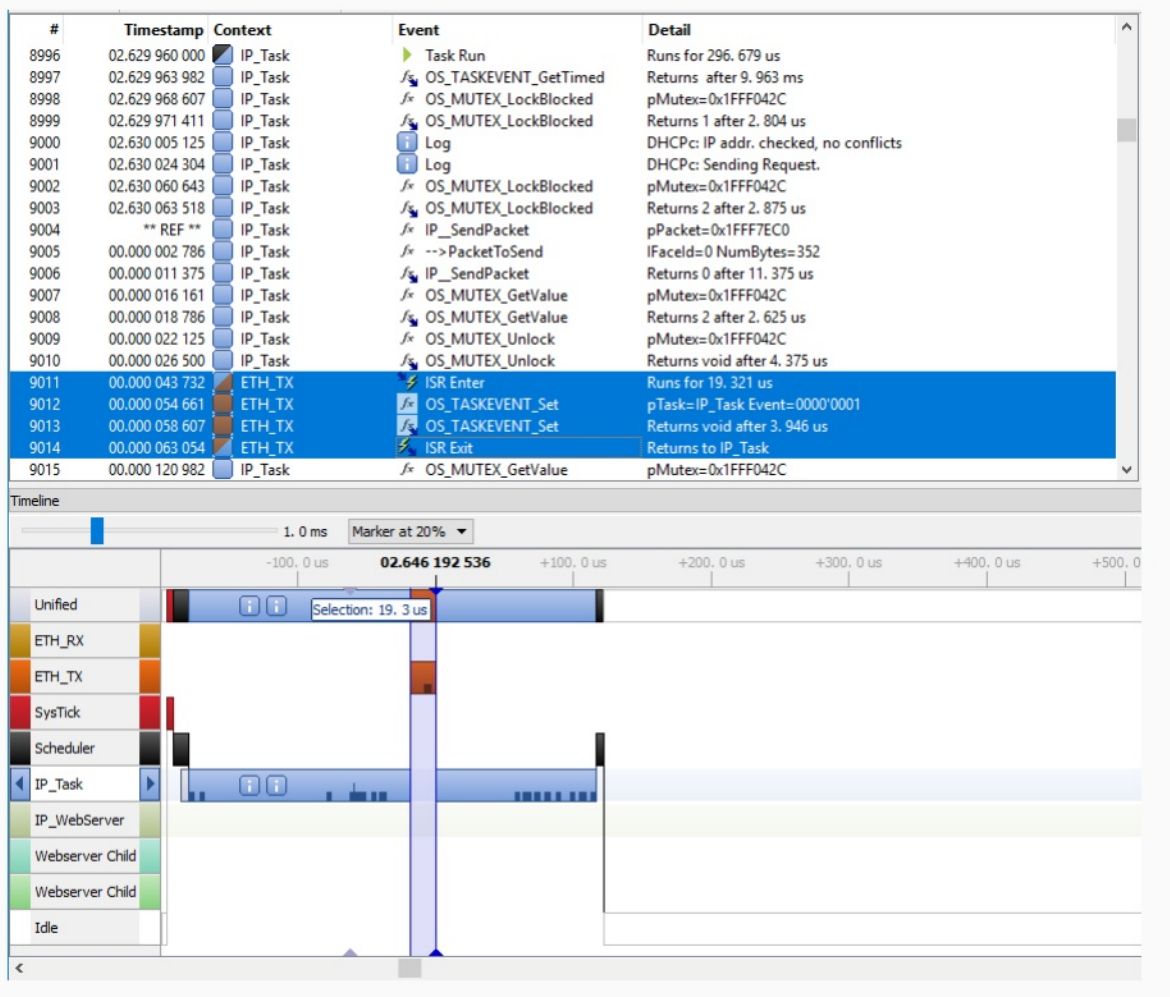 # Timestamp Context Event Detail
8996 02.629 960 000 IP_Task Task Run Runs for 296. 679 us
8997 02.629 963 982 IP_Task OS_TASKEVENT_GetTimed Returns after 9. 963 ms
8998 02.629 968 607 IP_Task OS_MUTEX_LockBlocked pMutex=0x1FFF042C
8999 02.629 971 411 IP_Task OS_MUTEX_LockBlocked Returns 1 after 2. 804 us
9000 02.630 005 125 IP_Task Log DHCPc: IP addr. checked, no conflicts
9001 02.630 024 304 IP_Task Log DHCPc: Sending Request.
9002 02.630 060 643 IP_Task OS_MUTEX_LockBlocked pMutex=0x1FFF042C
9003 02.630 063 518 IP_Task OS_MUTEX_LockBlocked Returns 2 after 2. 875 us
9004 ** REF ** IP_Task IP__SendPacket pPacket=0x1FFF7EC0
9005 00.000 002 786 IP_Task -->PacketToSend IFaceId=0 NumBytes=352
9006 00.000 011 375 IP_Task IP__SendPacket Returns 0 after 11. 375 us
9007 00.000 016 161 IP_Task OS_MUTEX_GetValue pMutex=0x1FFF042C
9008 00.000 018 786 IP_Task OS_MUTEX_GetValue Returns 2 after 2. 625 us
9009 00.000 022 125 IP_Task OS_MUTEX_Unlock pMutex=0x1FFF042C
9010 00.000 026 500 IP_Task OS_MUTEX_Unlock Returns void after 4. 375 us
9011 00.000 043 732 ETH_TX ISR Enter Runs for 19. 321 us
9012 00.000 054 661 ETH_TX OS_TASKEVENT_Set pTask=IP_Task Event=0000'0001
9013 00.000 058 607 ETH_TX OS_TASKEVENT_Set Returns void after 3. 946 us
9014 00.000 063 054 ETH_TX ISR Exit Returns to IP_Task
9015 00.000 120 982 IP_Task OS_MUTEX_GetValue pMutex=0x1FFF042C
Timeline
1. 0 ms Marker at 20%
-100. 0 us 02.646 192 536 +100. 0 us +200. 0 us +300. 0 us +400. 0 us +500. 0
Unified Selection: 19. 3 us
ETH_RX
ETH_TX
SysTick
Scheduler
IP_Task
IP_WebServer
Webserver Child
Webserver Child
Idle